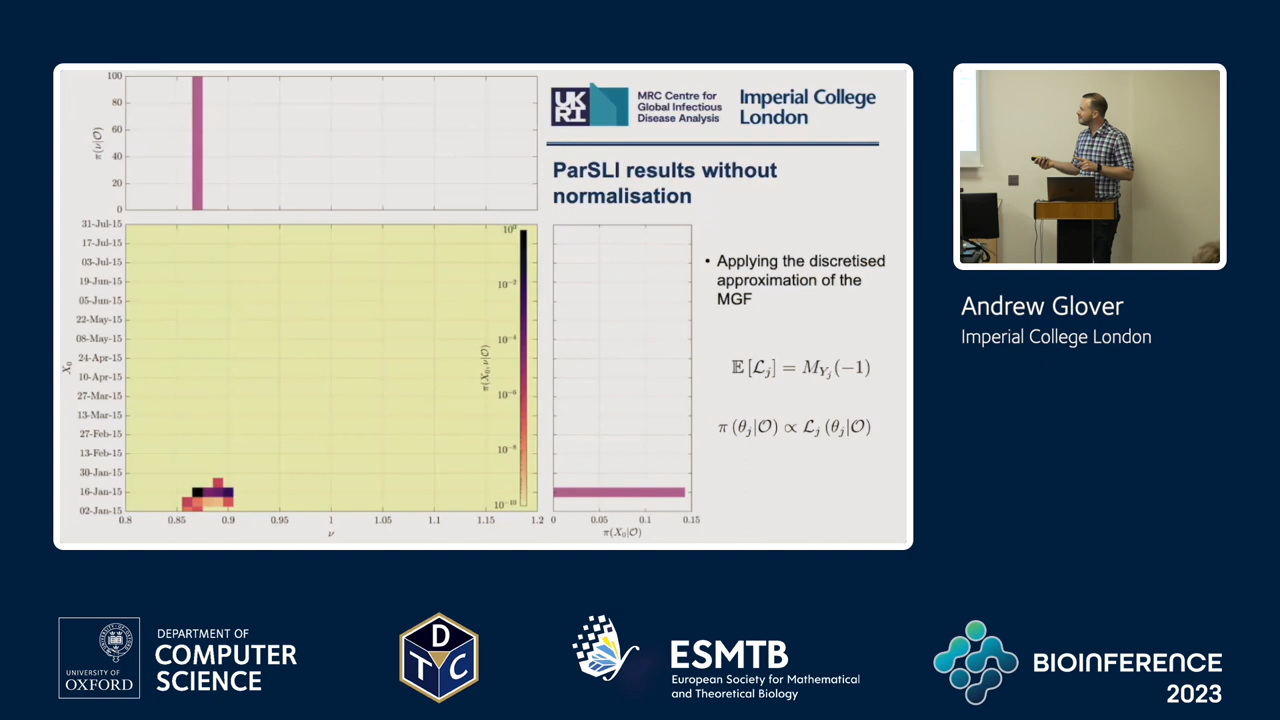 100
80
60
40
20
0
π(ν|𝒪)
UK
RI
MRC Centre for
Global Infectious
Disease Analysis
Imperial College
London
ParSLI results without
normalisation
31-Jul-15
17-Jul-15
03-Jul-15
19-Jun-15
05-Jun-15
22-May-15
08-May-15
24-Apr-15
10-Apr-15
27-Mar-15
13-Mar-15
27-Feb-15
13-Feb-15
30-Jan-15
16-Jan-15
02-Jan-15
X₀
0.8 0.85 0.9 0.95 1 1.05 1.1 1.15 1.2
ν
10⁰
10⁻²
10⁻⁴
10⁻⁶
10⁻⁸
10⁻¹⁰
π(X₀, ν|𝒪)
0 0.05 0.1 0.15
π(X₀|𝒪)
• Applying the discretised
approximation of the
MGF
𝔼[ℒⱼ] = M_{Yⱼ}(−1)
π(θⱼ|𝒪) ∝ ℒⱼ(θⱼ|𝒪)
Andrew Glover
Imperial College London
UNIVERSITY OF
OXFORD
DEPARTMENT OF
COMPUTER
SCIENCE
D
T C
ESMTB
European Society for Mathematical
and Theoretical Biology
BIOINFERENCE
2023